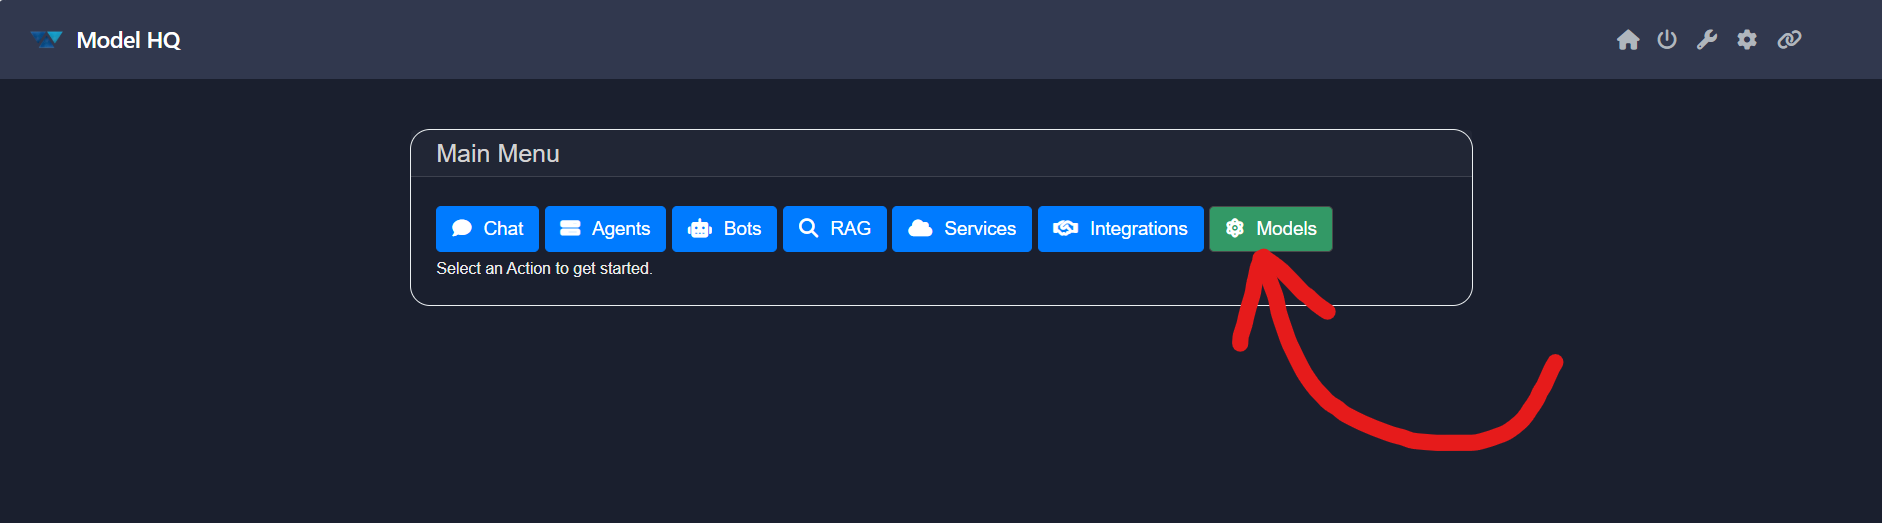 Model HQ
Main Menu
Chat Agents Bots RAG Services Integrations Models
Select an Action to get started.